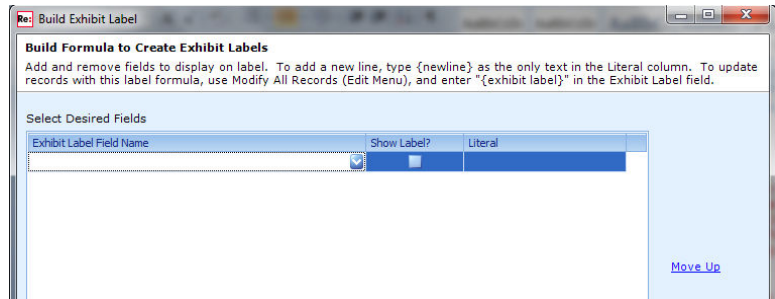 Re: Build Exhibit Label
Build Formula to Create Exhibit Labels
Add and remove fields to display on label. To add a new line, type {newline} as the only text in the Literal column. To update
records with this label formula, use Modify All Records (Edit Menu), and enter "{exhibit label}" in the Exhibit Label field.
Select Desired Fields
Exhibit Label Field Name Show Label? Literal
Move Up